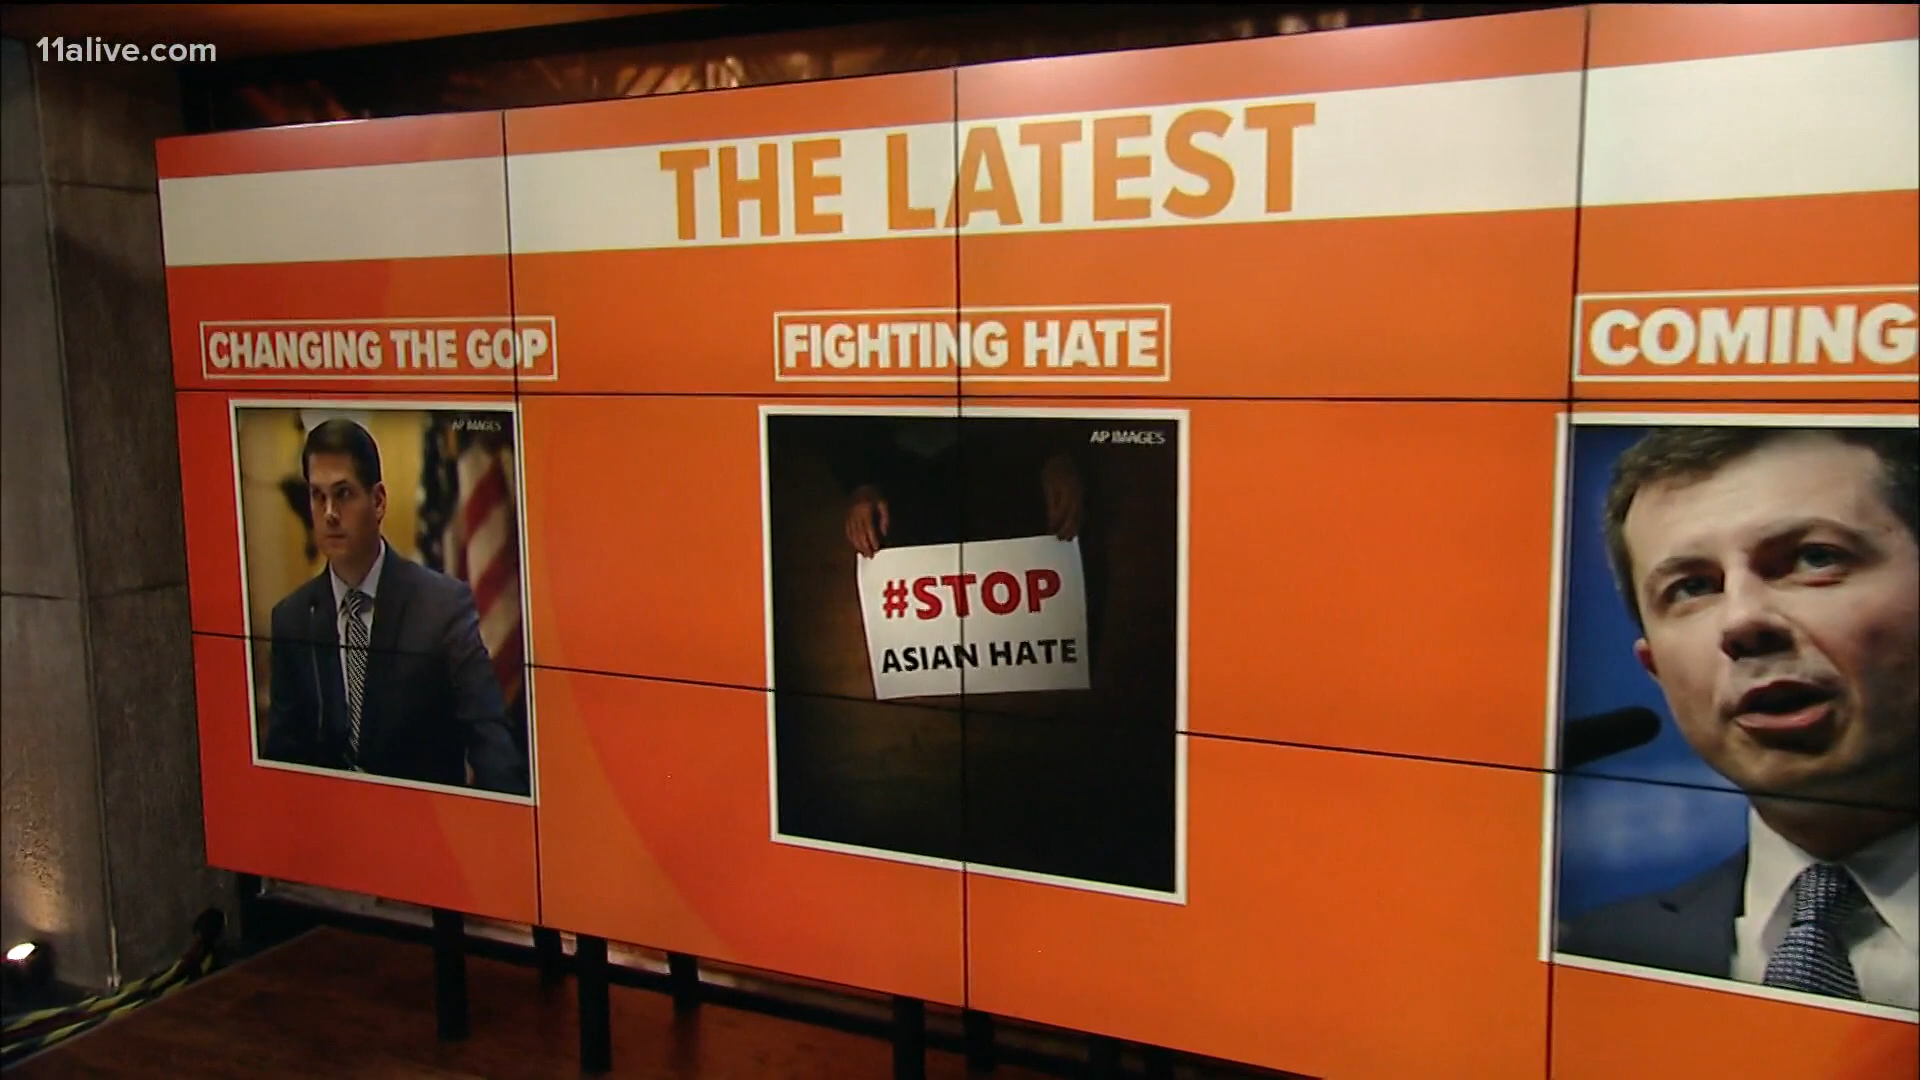 11alive.com
THE LATEST
CHANGING THE GOP
FIGHTING HATE
COMING
AP IMAGES
AP IMAGES
#STOP
ASIAN HATE